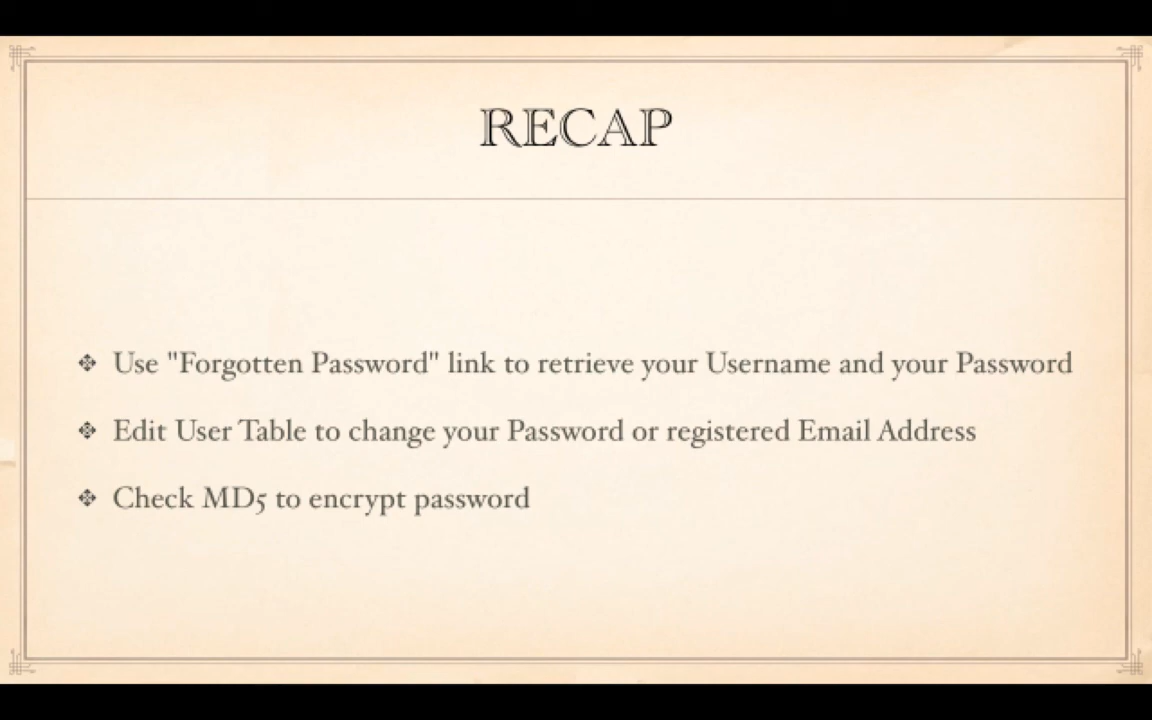 RECAP
Use "Forgotten Password" link to retrieve your Username and your Password
Edit User Table to change your Password or registered Email Address
Check MD5 to encrypt password